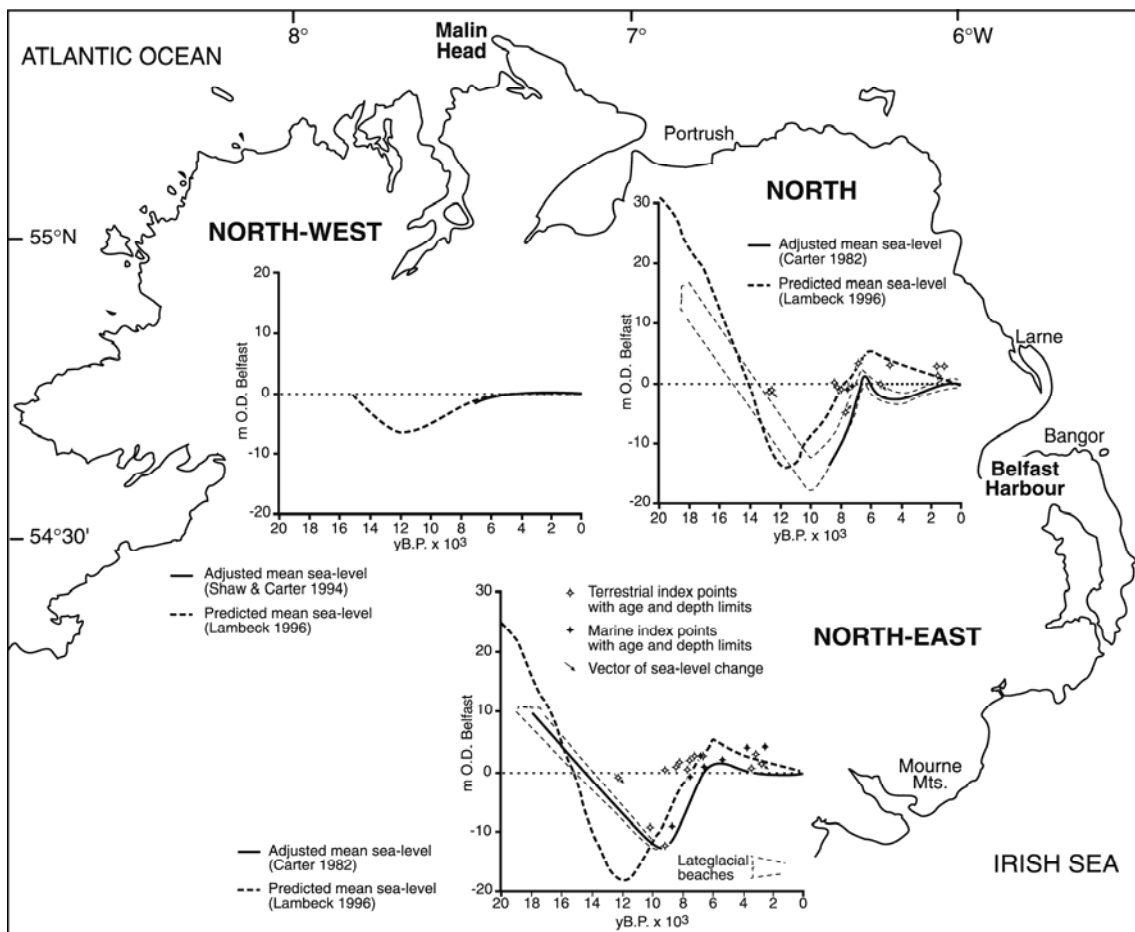 8°
7°
6°W
Malin
Head
ATLANTIC OCEAN
Portrush
NORTH-WEST
NORTH
55°N
54°30'
Larne
Bangor
Belfast
Harbour
20
10
0
-10
-20
m O.D. Belfast
20 18 16 14 12 10 8 6 4 2 0
yB.P. x 10³
Adjusted mean sea-level
(Shaw & Carter 1994)
Predicted mean sea-level
(Lambeck 1996)
30
20
10
0
-10
-20
m O.D. Belfast
20 18 16 14 12 10 8 6 4 2 0
yB.P. x 10³
Adjusted mean sea-level
(Carter 1982)
Predicted mean sea-level
(Lambeck 1996)
NORTH-EAST
Terrestrial index points
with age and depth limits
Marine index points
with age and depth limits
Vector of sea-level change
30
20
10
0
-10
-20
m O.D. Belfast
20 18 16 14 12 10 8 6 4 2 0
yB.P. x 10³
Lateglacial
beaches
Adjusted mean sea-level
(Carter 1982)
Predicted mean sea-level
(Lambeck 1996)
Mourne
Mts.
IRISH SEA